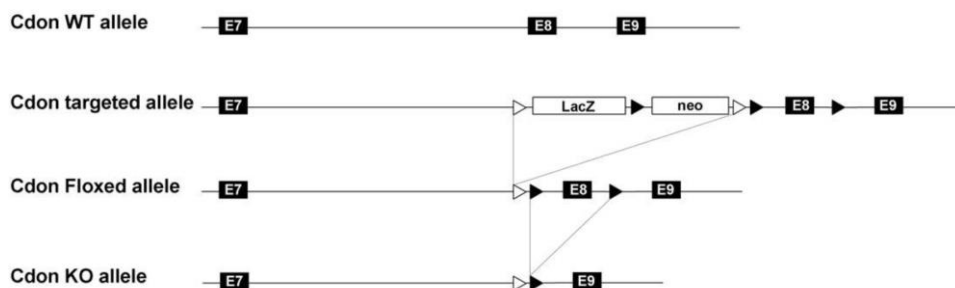 Cdon WT allele E7 E8 E9
Cdon targeted allele E7 LacZ neo E8 E9
Cdon Floxed allele E7 E8 E9
Cdon KO allele E7 E9